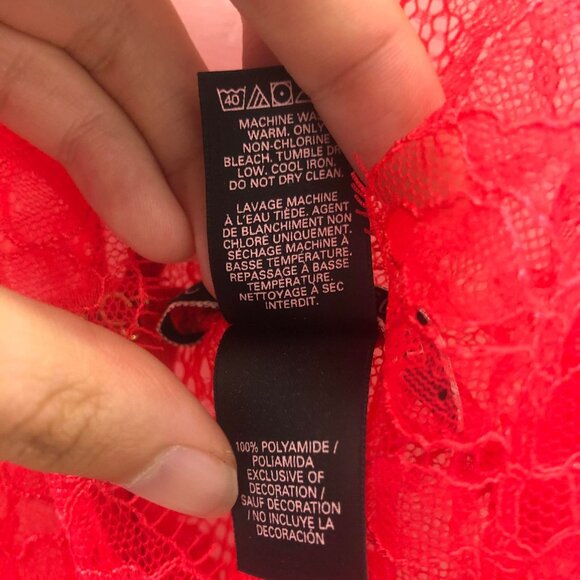 40
MACHINE WA
WARM. ONLY
NON-CHLORINE
BLEACH. TUMBLE DR
LOW. COOL IRON.
DO NOT DRY CLEAN.
LAVAGE MACHINE
À L'EAU TIÈDE. AGENT
DE BLANCHIMENT NON
CHLORE UNIQUEMENT.
SÉCHAGE MACHINE À
BASSE TEMPÉRATURE.
REPASSAGE À BASSE
TEMPÉRATURE.
NETTOYAGE À SEC
INTERDIT.
100% POLYAMIDE /
POLIAMIDA
EXCLUSIVE OF
DECORATION /
SAUF DÉCORATION
/ NO INCLUYE LA
DECORACIÓN